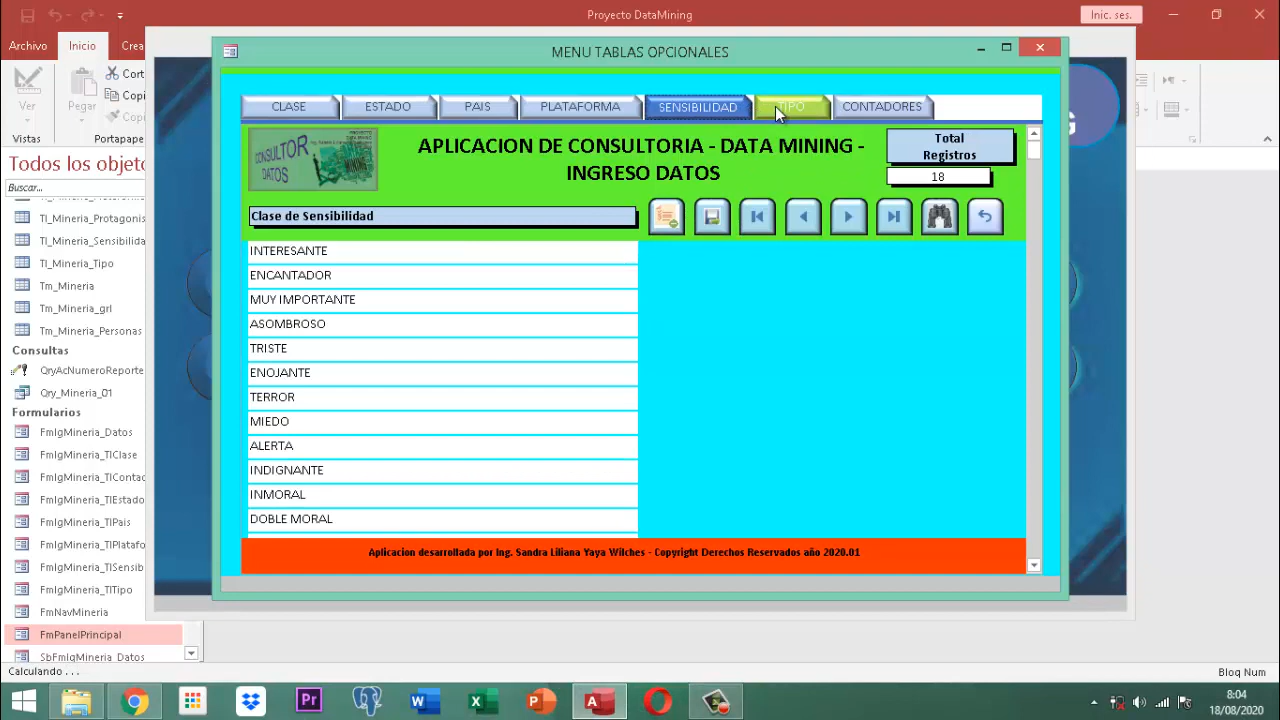 Proyecto DataMining
Inic. ses.
Archivo
Inicio
Crea
Ver
Pegar
Cort
Copi
Copi
Vistas
Portapape
MENU TABLAS OPCIONALES
CLASE
ESTADO
PAIS
PLATAFORMA
SENSIBILIDAD
TIPO
CONTADORES
CONSULTOR
DATOS
MINING
APLICACION DE CONSULTORIA - DATA MINING -
INGRESO DATOS
Total
Registros
18
Clase de Sensibilidad
INTERESANTE
ENCANTADOR
MUY IMPORTANTE
ASOMBROSO
TRISTE
ENOJANTE
TERROR
MIEDO
ALERTA
INDIGNANTE
INMORAL
DOBLE MORAL
Aplicacion desarrollada por Ing. Sandra Liliana Yaya Wilches - Copyright Derechos Reservados año 2020.01
G
Todos los objeto
Buscar...
Tl_Mineria_Protagonis
Tl_Mineria_Sensibilida
Tl_Mineria_Tipo
Tm_Mineria
Tm_Mineria_grl
Tm_Mineria_Personas
Consultas
QryAcNumeroReporte
Qry_Mineria_01
Formularios
FmIgMineria_Datos
FmIgMineria_TlClase
FmIgMineria_TlContac
FmIgMineria_TlEstado
FmIgMineria_TlPais
FmIgMineria_TlPlatafo
FmIgMineria_TlSensib
FmIgMineria_TlTipo
FmNavMineria
FmPanelPrincipal
SbFmIgMineria_Datos
Calculando . . .
Bloq Num
Pr
W
X
P
A
8:04
18/08/2020